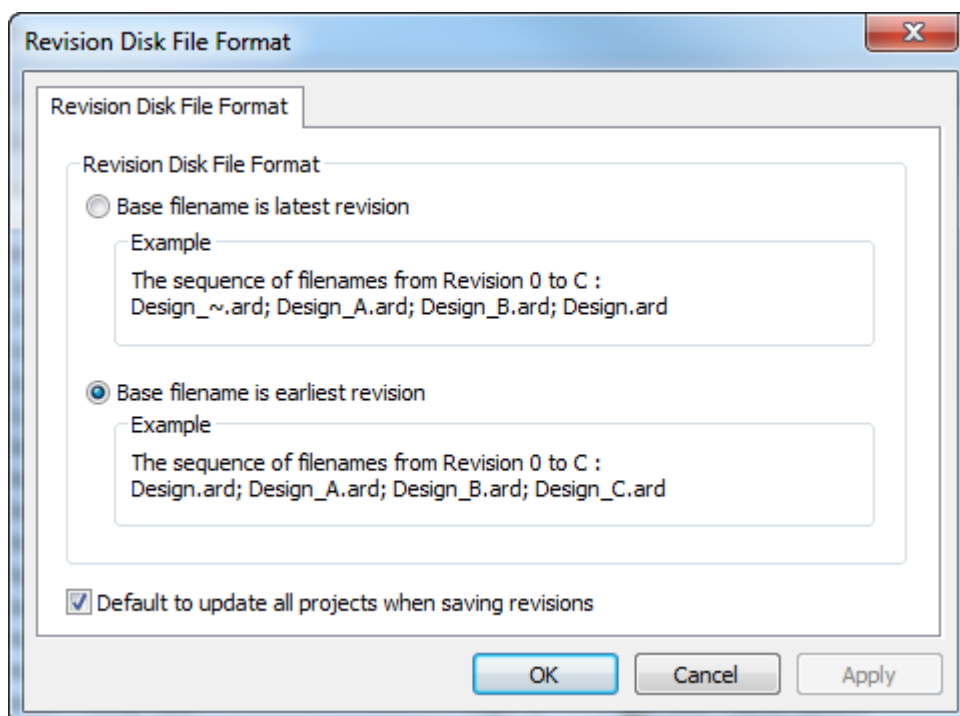 Revision Disk File Format
Revision Disk File Format
Revision Disk File Format
Base filename is latest revision
Example
The sequence of filenames from Revision 0 to C :
Design_~.ard; Design_A.ard; Design_B.ard; Design.ard
Base filename is earliest revision
Example
The sequence of filenames from Revision 0 to C :
Design.ard; Design_A.ard; Design_B.ard; Design_C.ard
Default to update all projects when saving revisions
OK Cancel Apply